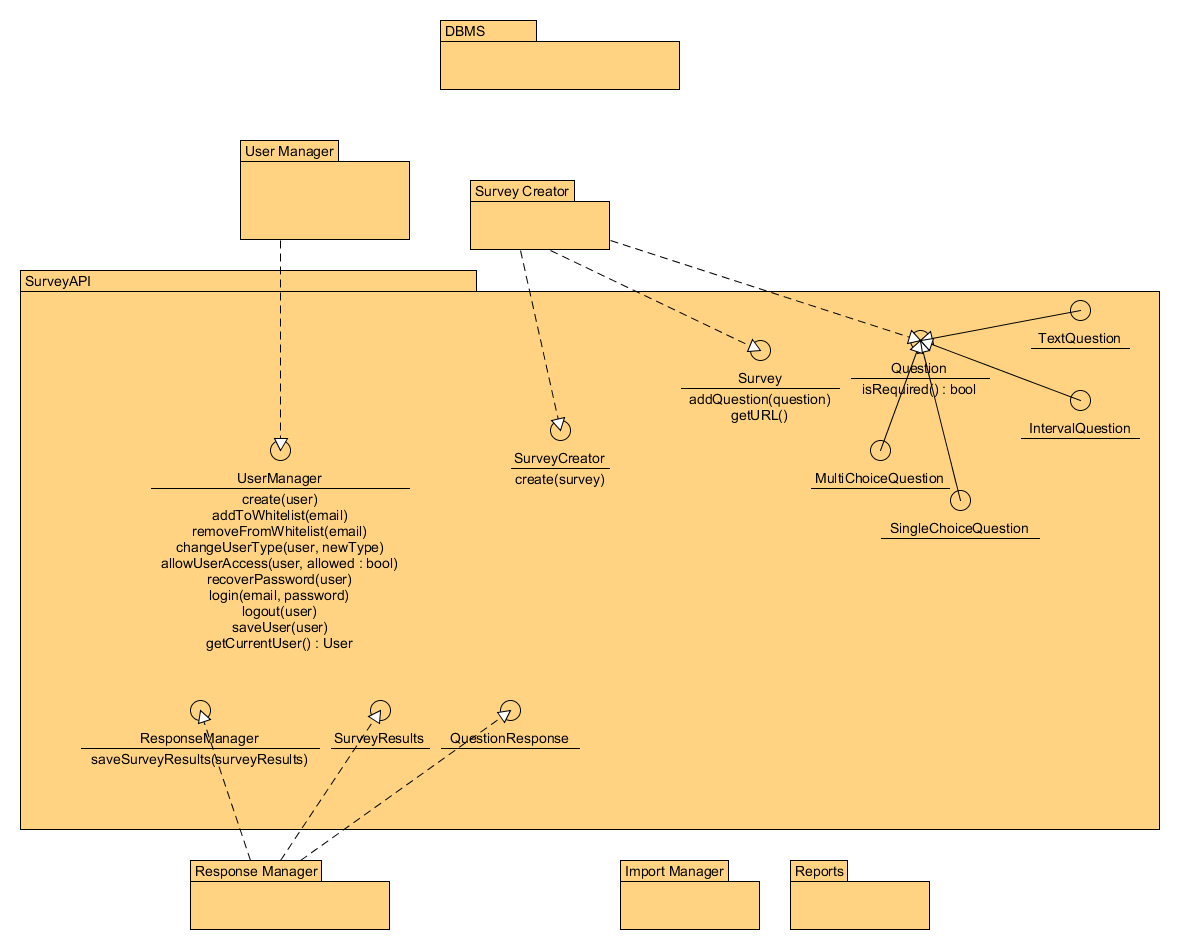 DBMS
User Manager
Survey Creator
SurveyAPI
TextQuestion
Question
isRequired() : bool
Survey
addQuestion(question)
getURL()
IntervalQuestion
SurveyCreator
create(survey)
MultiChoiceQuestion
SingleChoiceQuestion
UserManager
create(user)
addToWhitelist(email)
removeFromWhitelist(email)
changeUserType(user, newType)
allowUserAccess(user, allowed : bool)
recoverPassword(user)
login(email, password)
logout(user)
saveUser(user)
getCurrentUser() : User
ResponseManager
saveSurveyResults(surveyResults)
SurveyResults
QuestionResponse
Response Manager
Import Manager
Reports